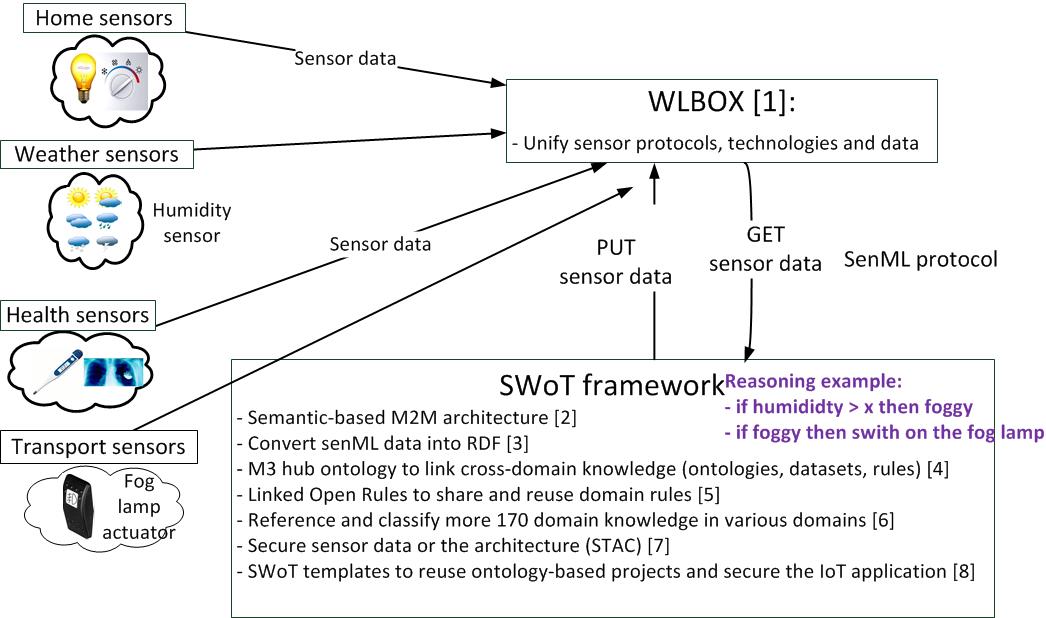 Home sensors
Sensor data
WLBOX [1]:
- Unify sensor protocols, technologies and data
Weather sensors
Humidity
sensor
Sensor data
PUT
sensor data
GET
sensor data
SenML protocol
Health sensors
Transport sensors
Fog
lamp
actuator
SWoT framework
Reasoning example:
- if humididty > x then foggy
- if foggy then swith on the fog lamp
- Semantic-based M2M architecture [2]
- Convert senML data into RDF [3]
- M3 hub ontology to link cross-domain knowledge (ontologies, datasets, rules) [4]
- Linked Open Rules to share and reuse domain rules [5]
- Reference and classify more 170 domain knowledge in various domains [6]
- Secure sensor data or the architecture (STAC) [7]
- SWoT templates to reuse ontology-based projects and secure the IoT application [8]